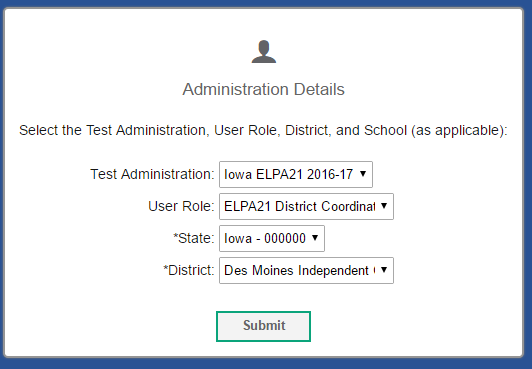 Administration Details
Select the Test Administration, User Role, District, and School (as applicable):
Test Administration: Iowa ELPA21 2016-17
User Role: ELPA21 District Coordinat
*State: Iowa - 000000
*District: Des Moines Independent
Submit